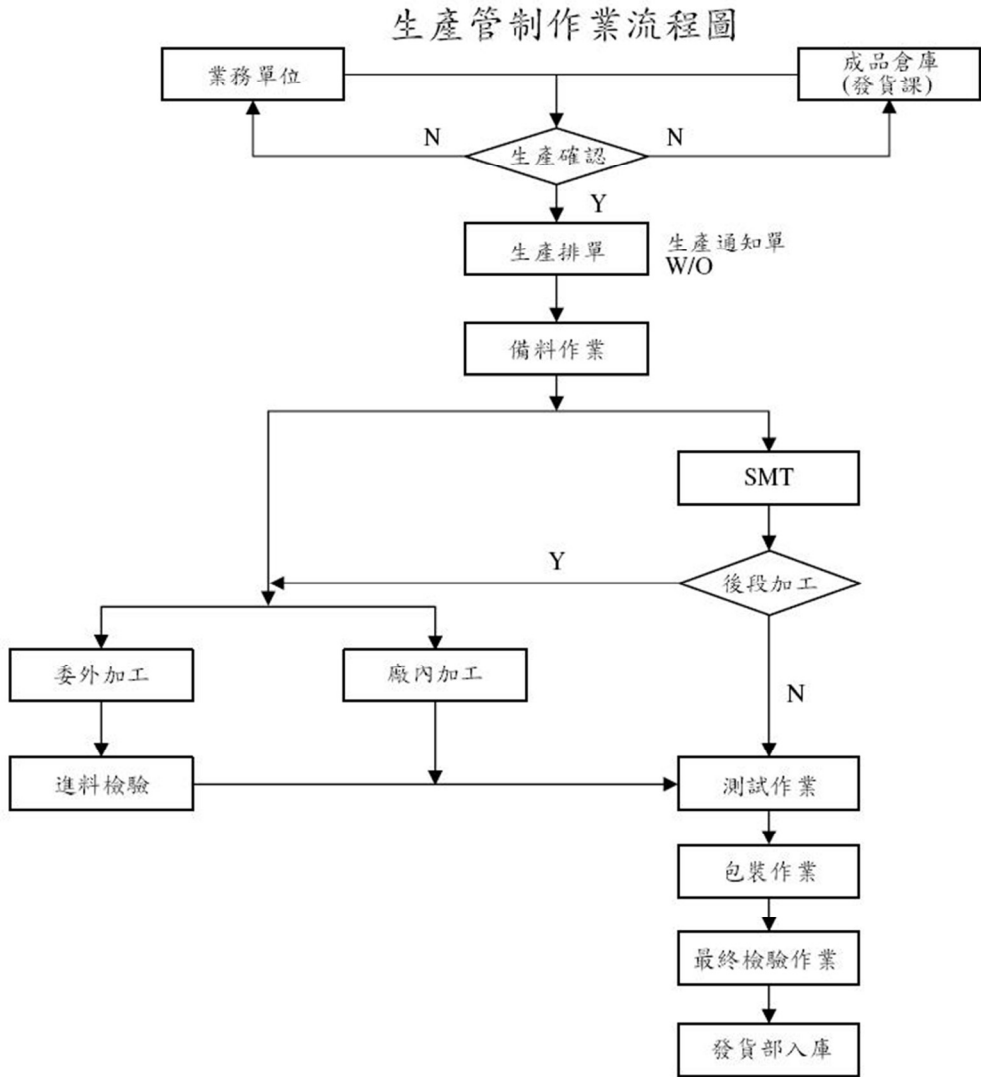 生產管制作業流程圖
業務單位
成品倉庫
(發貨課)
N
生產確認
N
Y
生產排單
生產通知單
W/O
備料作業
SMT
Y
後段加工
委外加工
廠內加工
N
進料檢驗
測試作業
包裝作業
最終檢驗作業
發貨部入庫